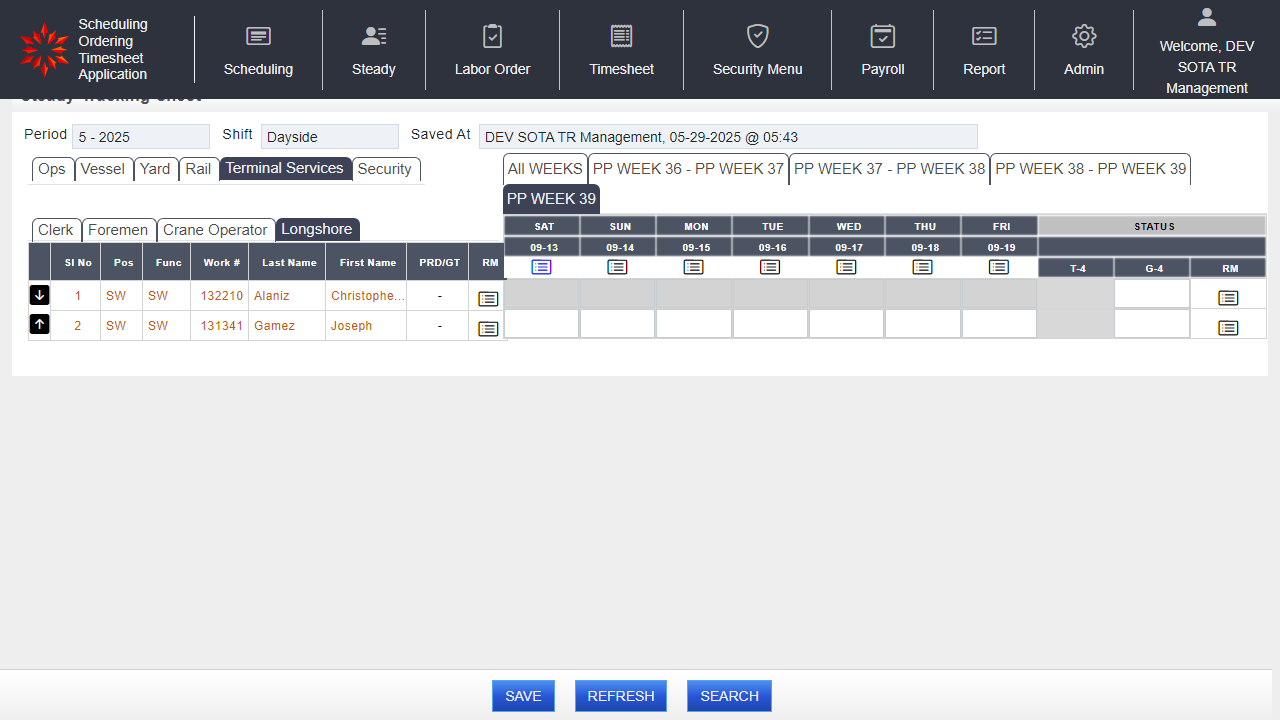 Scheduling
Ordering
Timesheet
Application
Scheduling
Steady
Labor Order
Timesheet
Security Menu
Payroll
Report
Admin
Welcome, DEV
SOTA TR
Management
Steady Tracking Sheet
Period 5 - 2025 Shift Dayside Saved At DEV SOTA TR Management, 05-29-2025 @ 05:43
Ops Vessel Yard Rail Terminal Services Security
All WEEKS PP WEEK 36 - PP WEEK 37 PP WEEK 37 - PP WEEK 38 PP WEEK 38 - PP WEEK 39
PP WEEK 39
Clerk Foremen Crane Operator Longshore
SAT SUN MON TUE WED THU FRI STATUS
09-13 09-14 09-15 09-16 09-17 09-18 09-19
SI No Pos Func Work # Last Name First Name PRD/GT RM
T-4 G-4 RM
1 SW SW 132210 Alaniz Christophe... -
2 SW SW 131341 Gamez Joseph -
SAVE REFRESH SEARCH